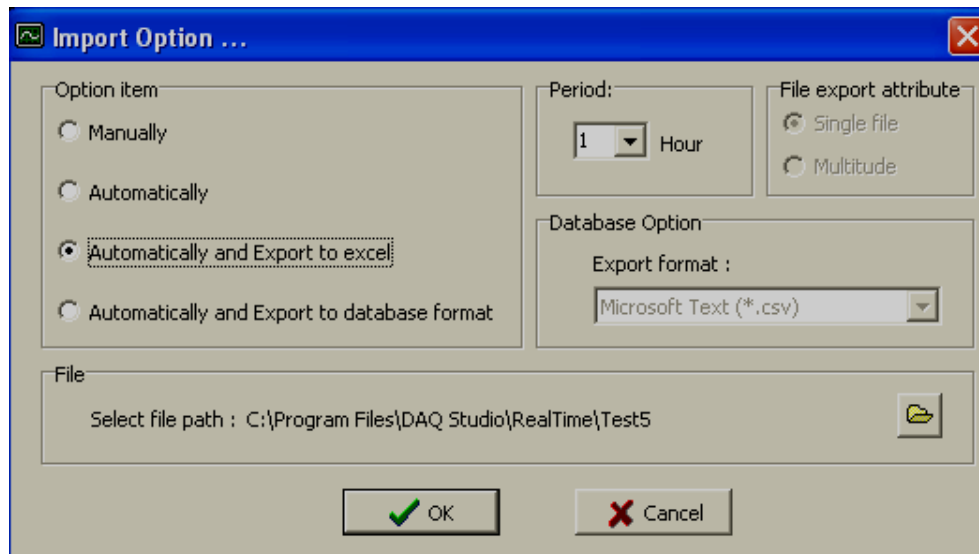 Import Option ...
Option item
Manually
Automatically
Automatically and Export to excel
Automatically and Export to database format
Period:
1 Hour
File export attribute
Single file
Multitude
Database Option
Export format :
Microsoft Text (*.csv)
File
Select file path : C:\Program Files\DAQ Studio\RealTime\Test5
OK
Cancel